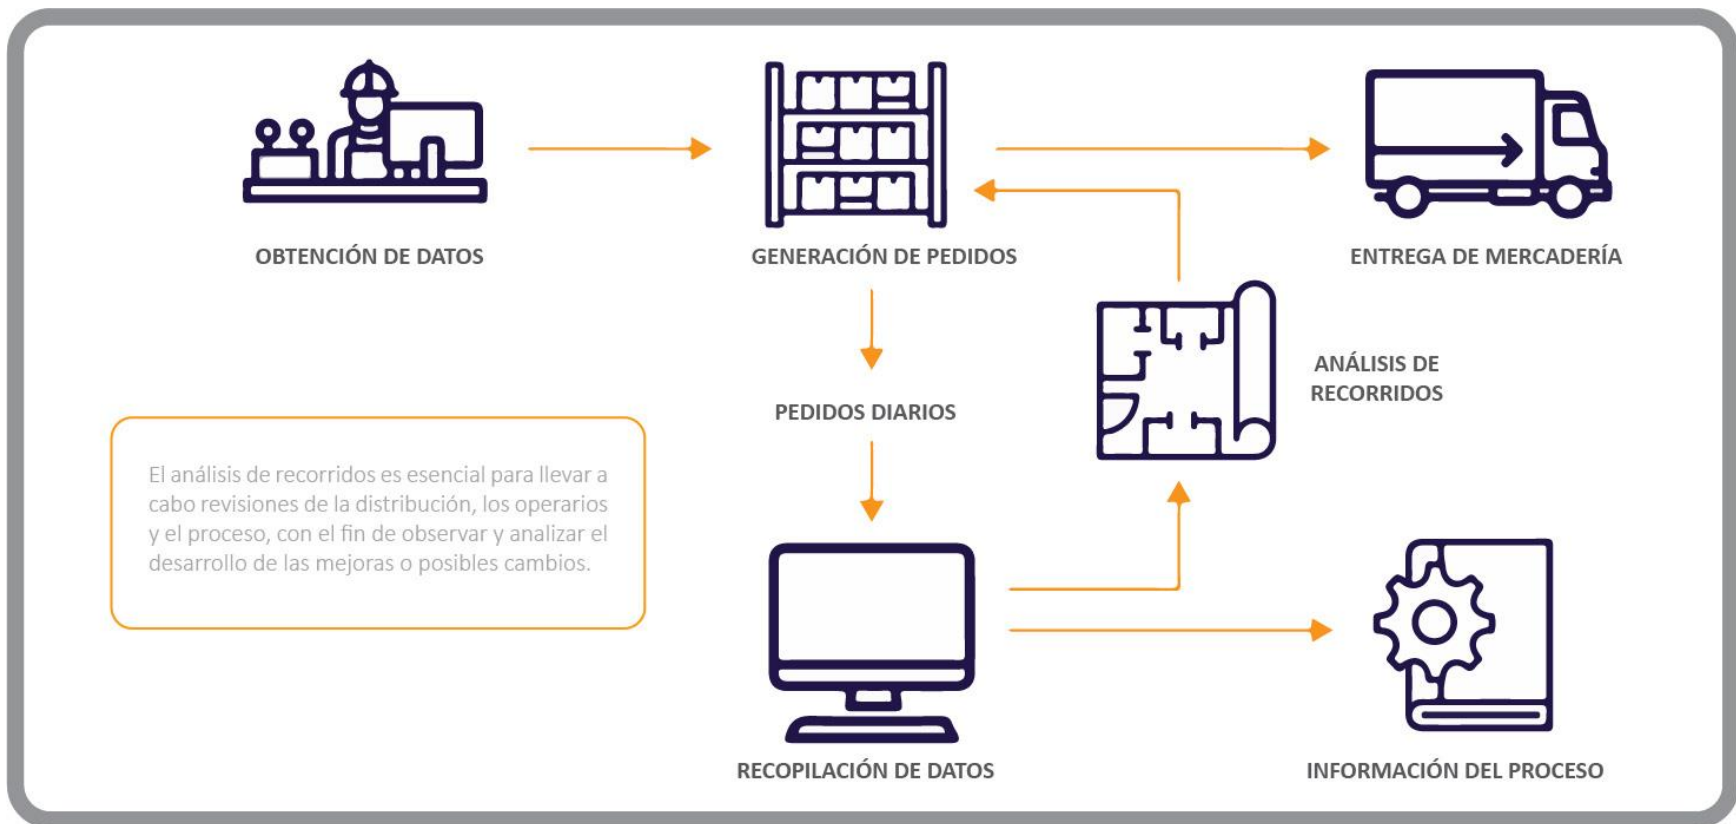 OBTENCIÓN DE DATOS
GENERACIÓN DE PEDIDOS
ENTREGA DE MERCADERÍA
ANÁLISIS DE
RECORRIDOS
PEDIDOS DIARIOS
El análisis de recorridos es esencial para llevar a
cabo revisiones de la distribución, los operarios
y el proceso, con el fin de observar y analizar el
desarrollo de las mejoras o posibles cambios.
RECOPILACIÓN DE DATOS
INFORMACIÓN DEL PROCESO